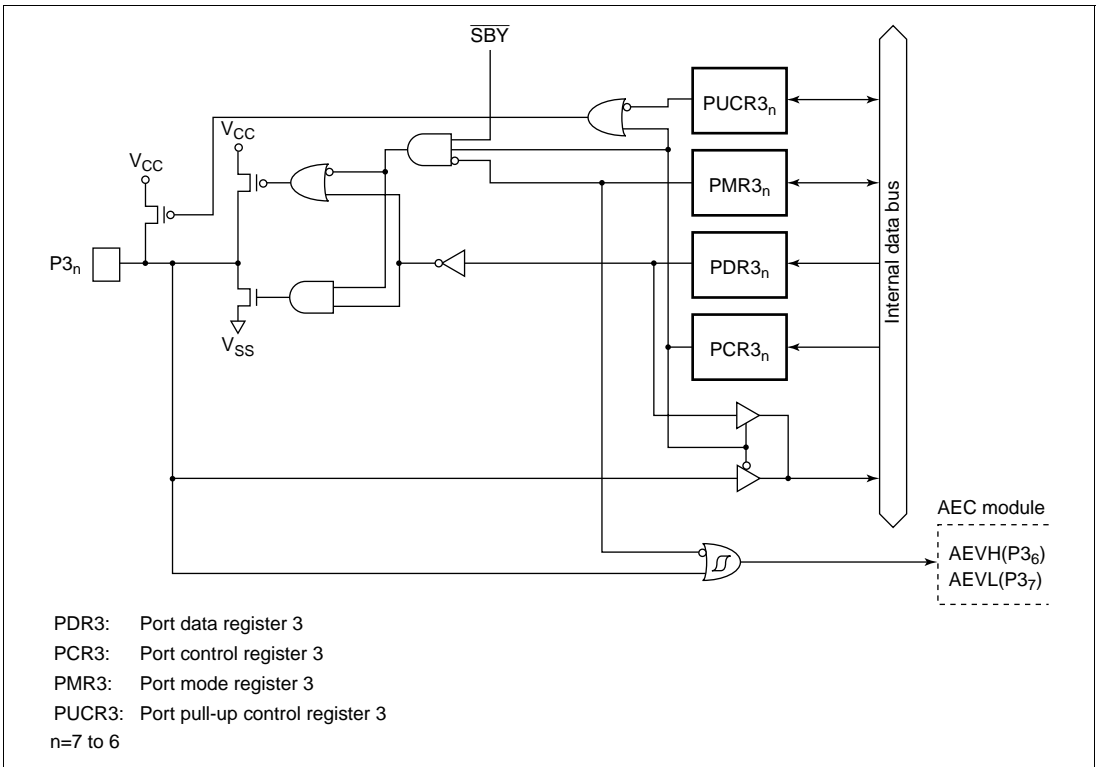 S̅B̅Y̅
PUCR3n
VCC
VCC
PMR3n
P3n
PDR3n
Internal data bus
VSS
PCR3n
AEC module
AEVH(P36)
AEVL(P37)
PDR3: Port data register 3
PCR3: Port control register 3
PMR3: Port mode register 3
PUCR3: Port pull-up control register 3
n=7 to 6